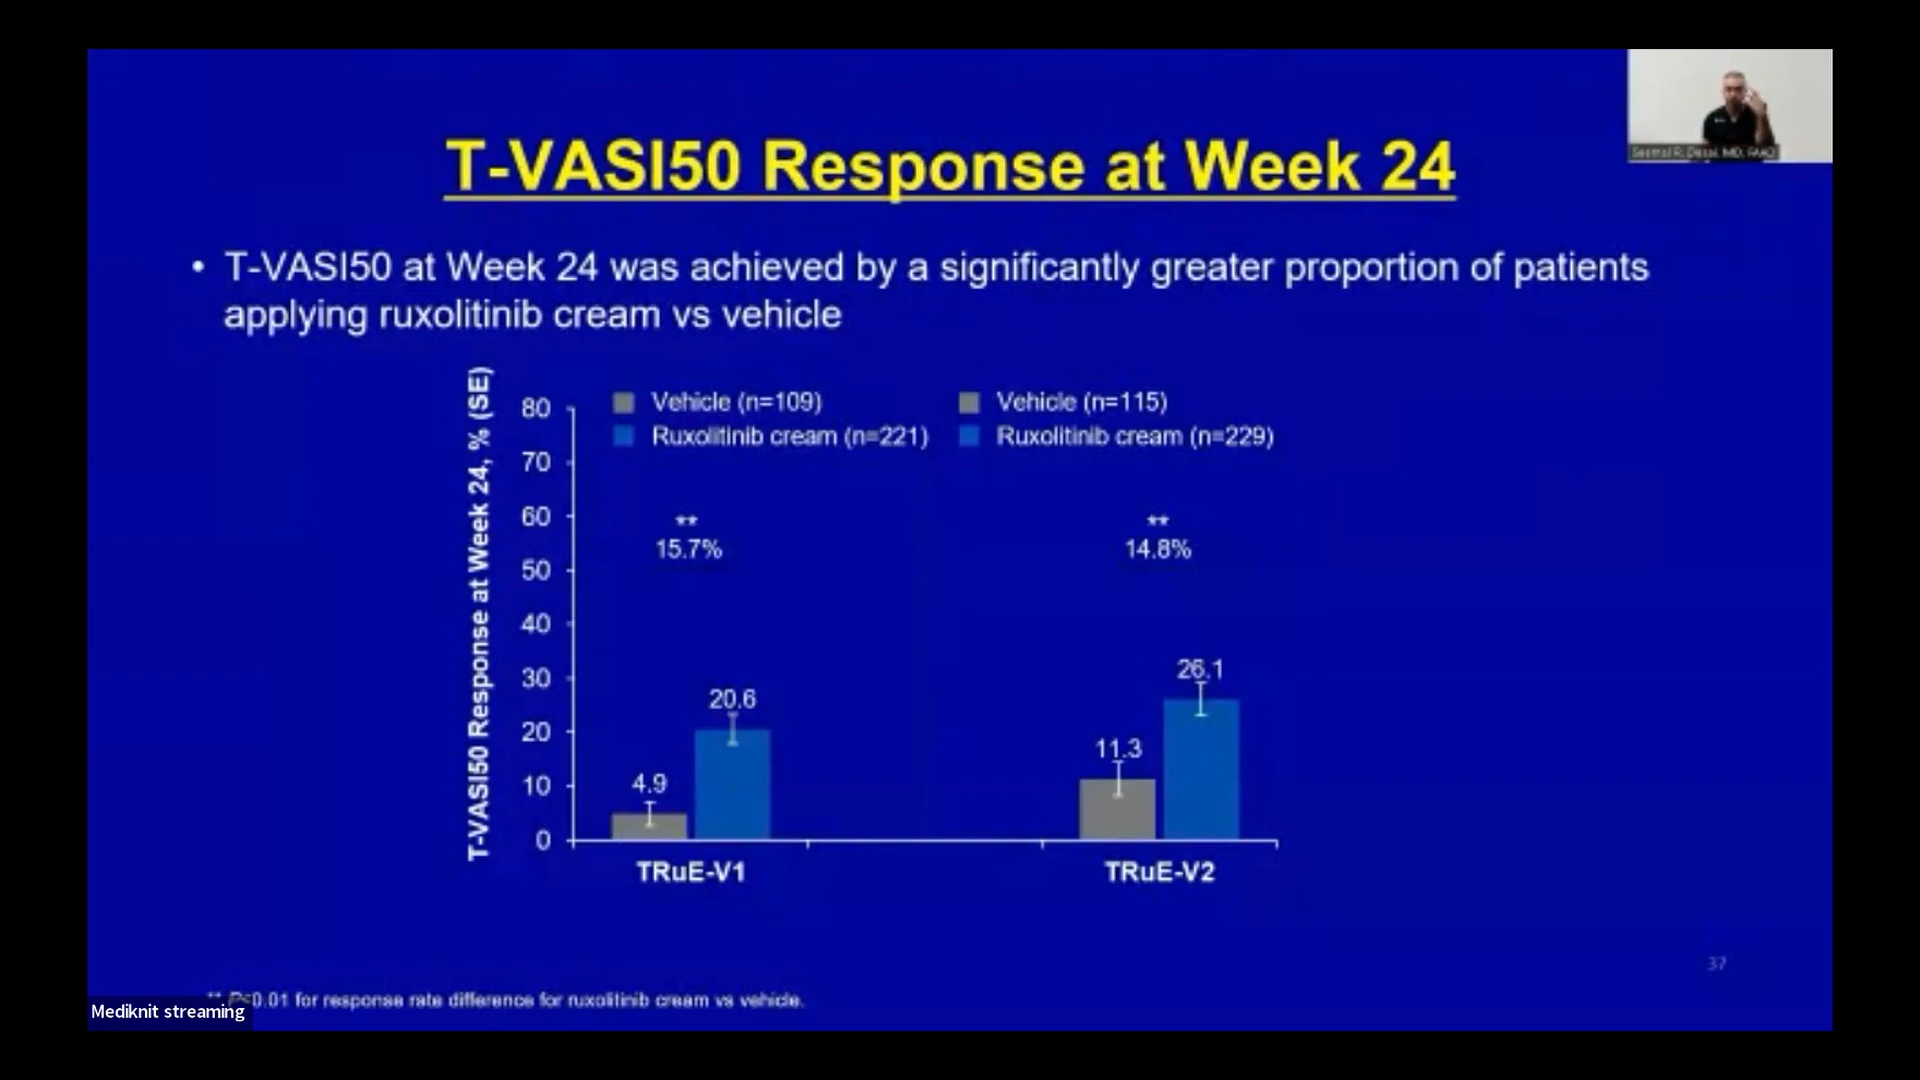 T-VASI50 Response at Week 24
• T-VASI50 at Week 24 was achieved by a significantly greater proportion of patients
applying ruxolitinib cream vs vehicle
T-VASI50 Response at Week 24, % (SE)
80
70
60
50
40
30
20
10
0
Vehicle (n=109)
Ruxolitinib cream (n=221)
Vehicle (n=115)
Ruxolitinib cream (n=229)
**
15.7%
**
14.8%
4.9
20.6
11.3
26.1
TRuE-V1
TRuE-V2
37
0.01 for response rate difference for ruxolitinib cream vs vehicle.
Mediknit streaming
Seemal R. Desai, MD, FAAD